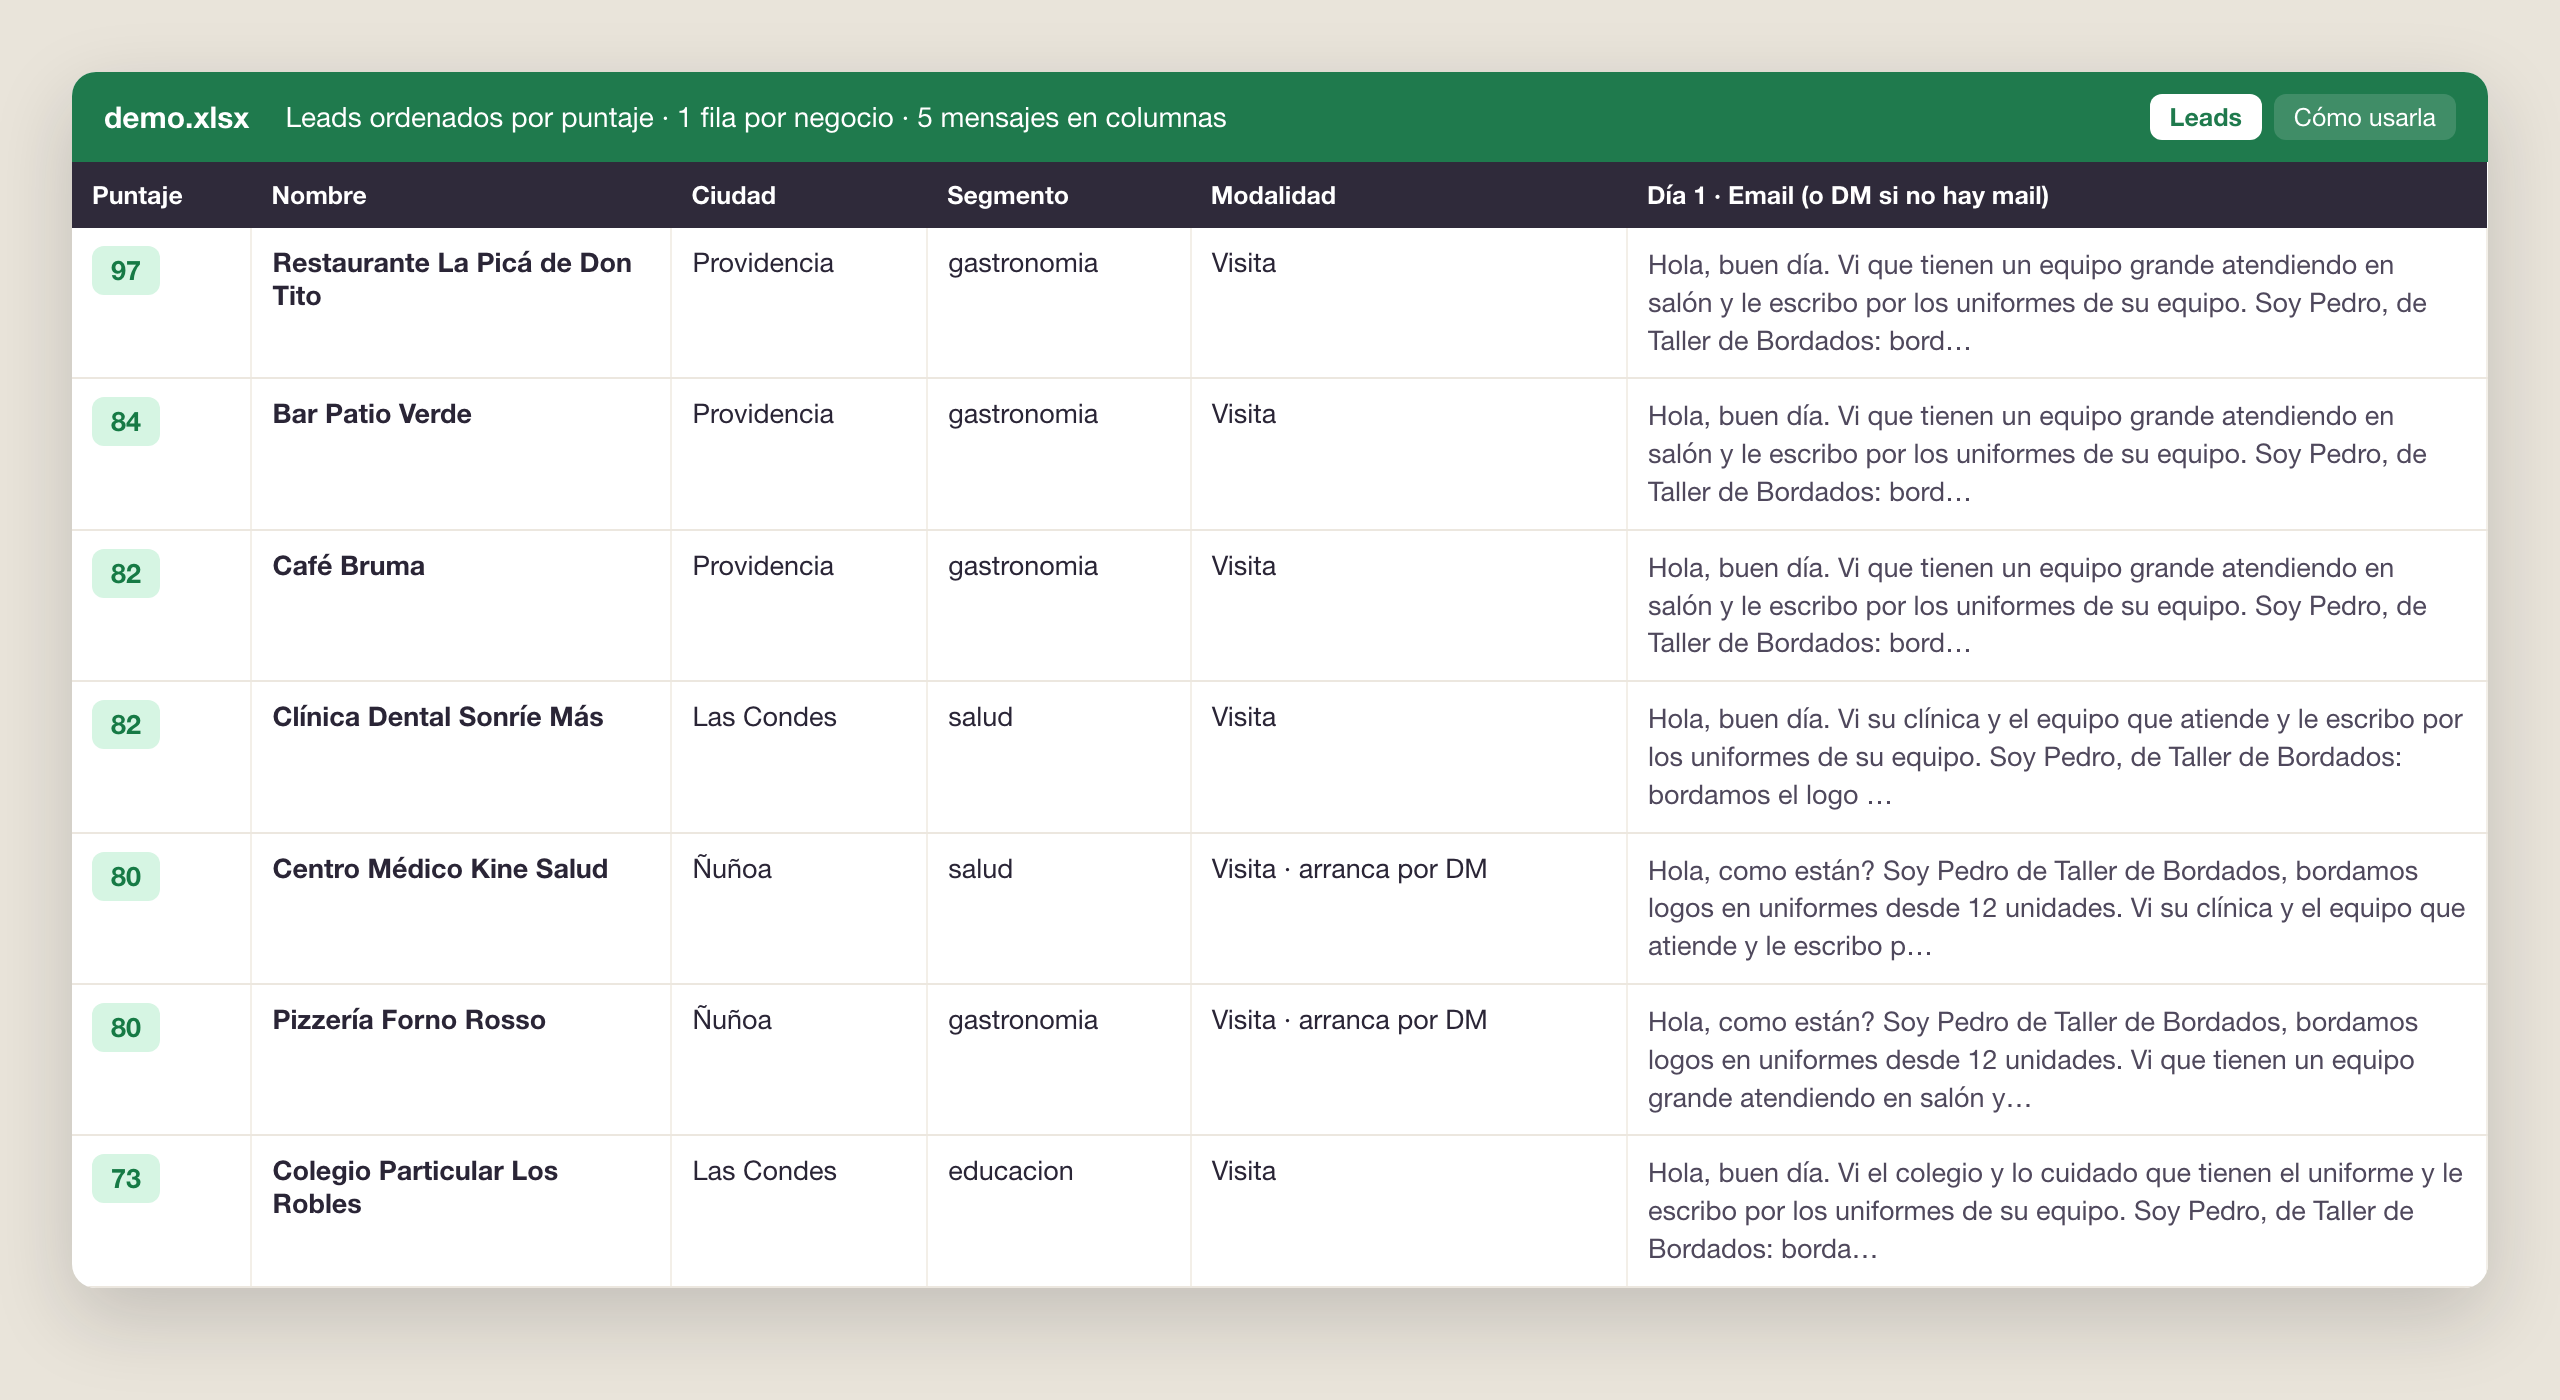 demo.xlsx Leads ordenados por puntaje · 1 fila por negocio · 5 mensajes en columnas Leads Cómo usarla
Puntaje Nombre Ciudad Segmento Modalidad Día 1 · Email (o DM si no hay mail)
97 Restaurante La Picá de Don Providencia gastronomia Visita Hola, buen día. Vi que tienen un equipo grande atendiendo en
Tito salón y le escribo por los uniformes de su equipo. Soy Pedro, de
Taller de Bordados: bord…
84 Bar Patio Verde Providencia gastronomia Visita Hola, buen día. Vi que tienen un equipo grande atendiendo en
salón y le escribo por los uniformes de su equipo. Soy Pedro, de
Taller de Bordados: bord…
82 Café Bruma Providencia gastronomia Visita Hola, buen día. Vi que tienen un equipo grande atendiendo en
salón y le escribo por los uniformes de su equipo. Soy Pedro, de
Taller de Bordados: bord…
82 Clínica Dental Sonríe Más Las Condes salud Visita Hola, buen día. Vi su clínica y el equipo que atiende y le escribo por
los uniformes de su equipo. Soy Pedro, de Taller de Bordados:
bordamos el logo …
80 Centro Médico Kine Salud Ñuñoa salud Visita · arranca por DM Hola, como están? Soy Pedro de Taller de Bordados, bordamos
logos en uniformes desde 12 unidades. Vi su clínica y el equipo que
atiende y le escribo p…
80 Pizzería Forno Rosso Ñuñoa gastronomia Visita · arranca por DM Hola, como están? Soy Pedro de Taller de Bordados, bordamos
logos en uniformes desde 12 unidades. Vi que tienen un equipo
grande atendiendo en salón y…
73 Colegio Particular Los Las Condes educacion Visita Hola, buen día. Vi el colegio y lo cuidado que tienen el uniforme y le
Robles escribo por los uniformes de su equipo. Soy Pedro, de Taller de
Bordados: borda…